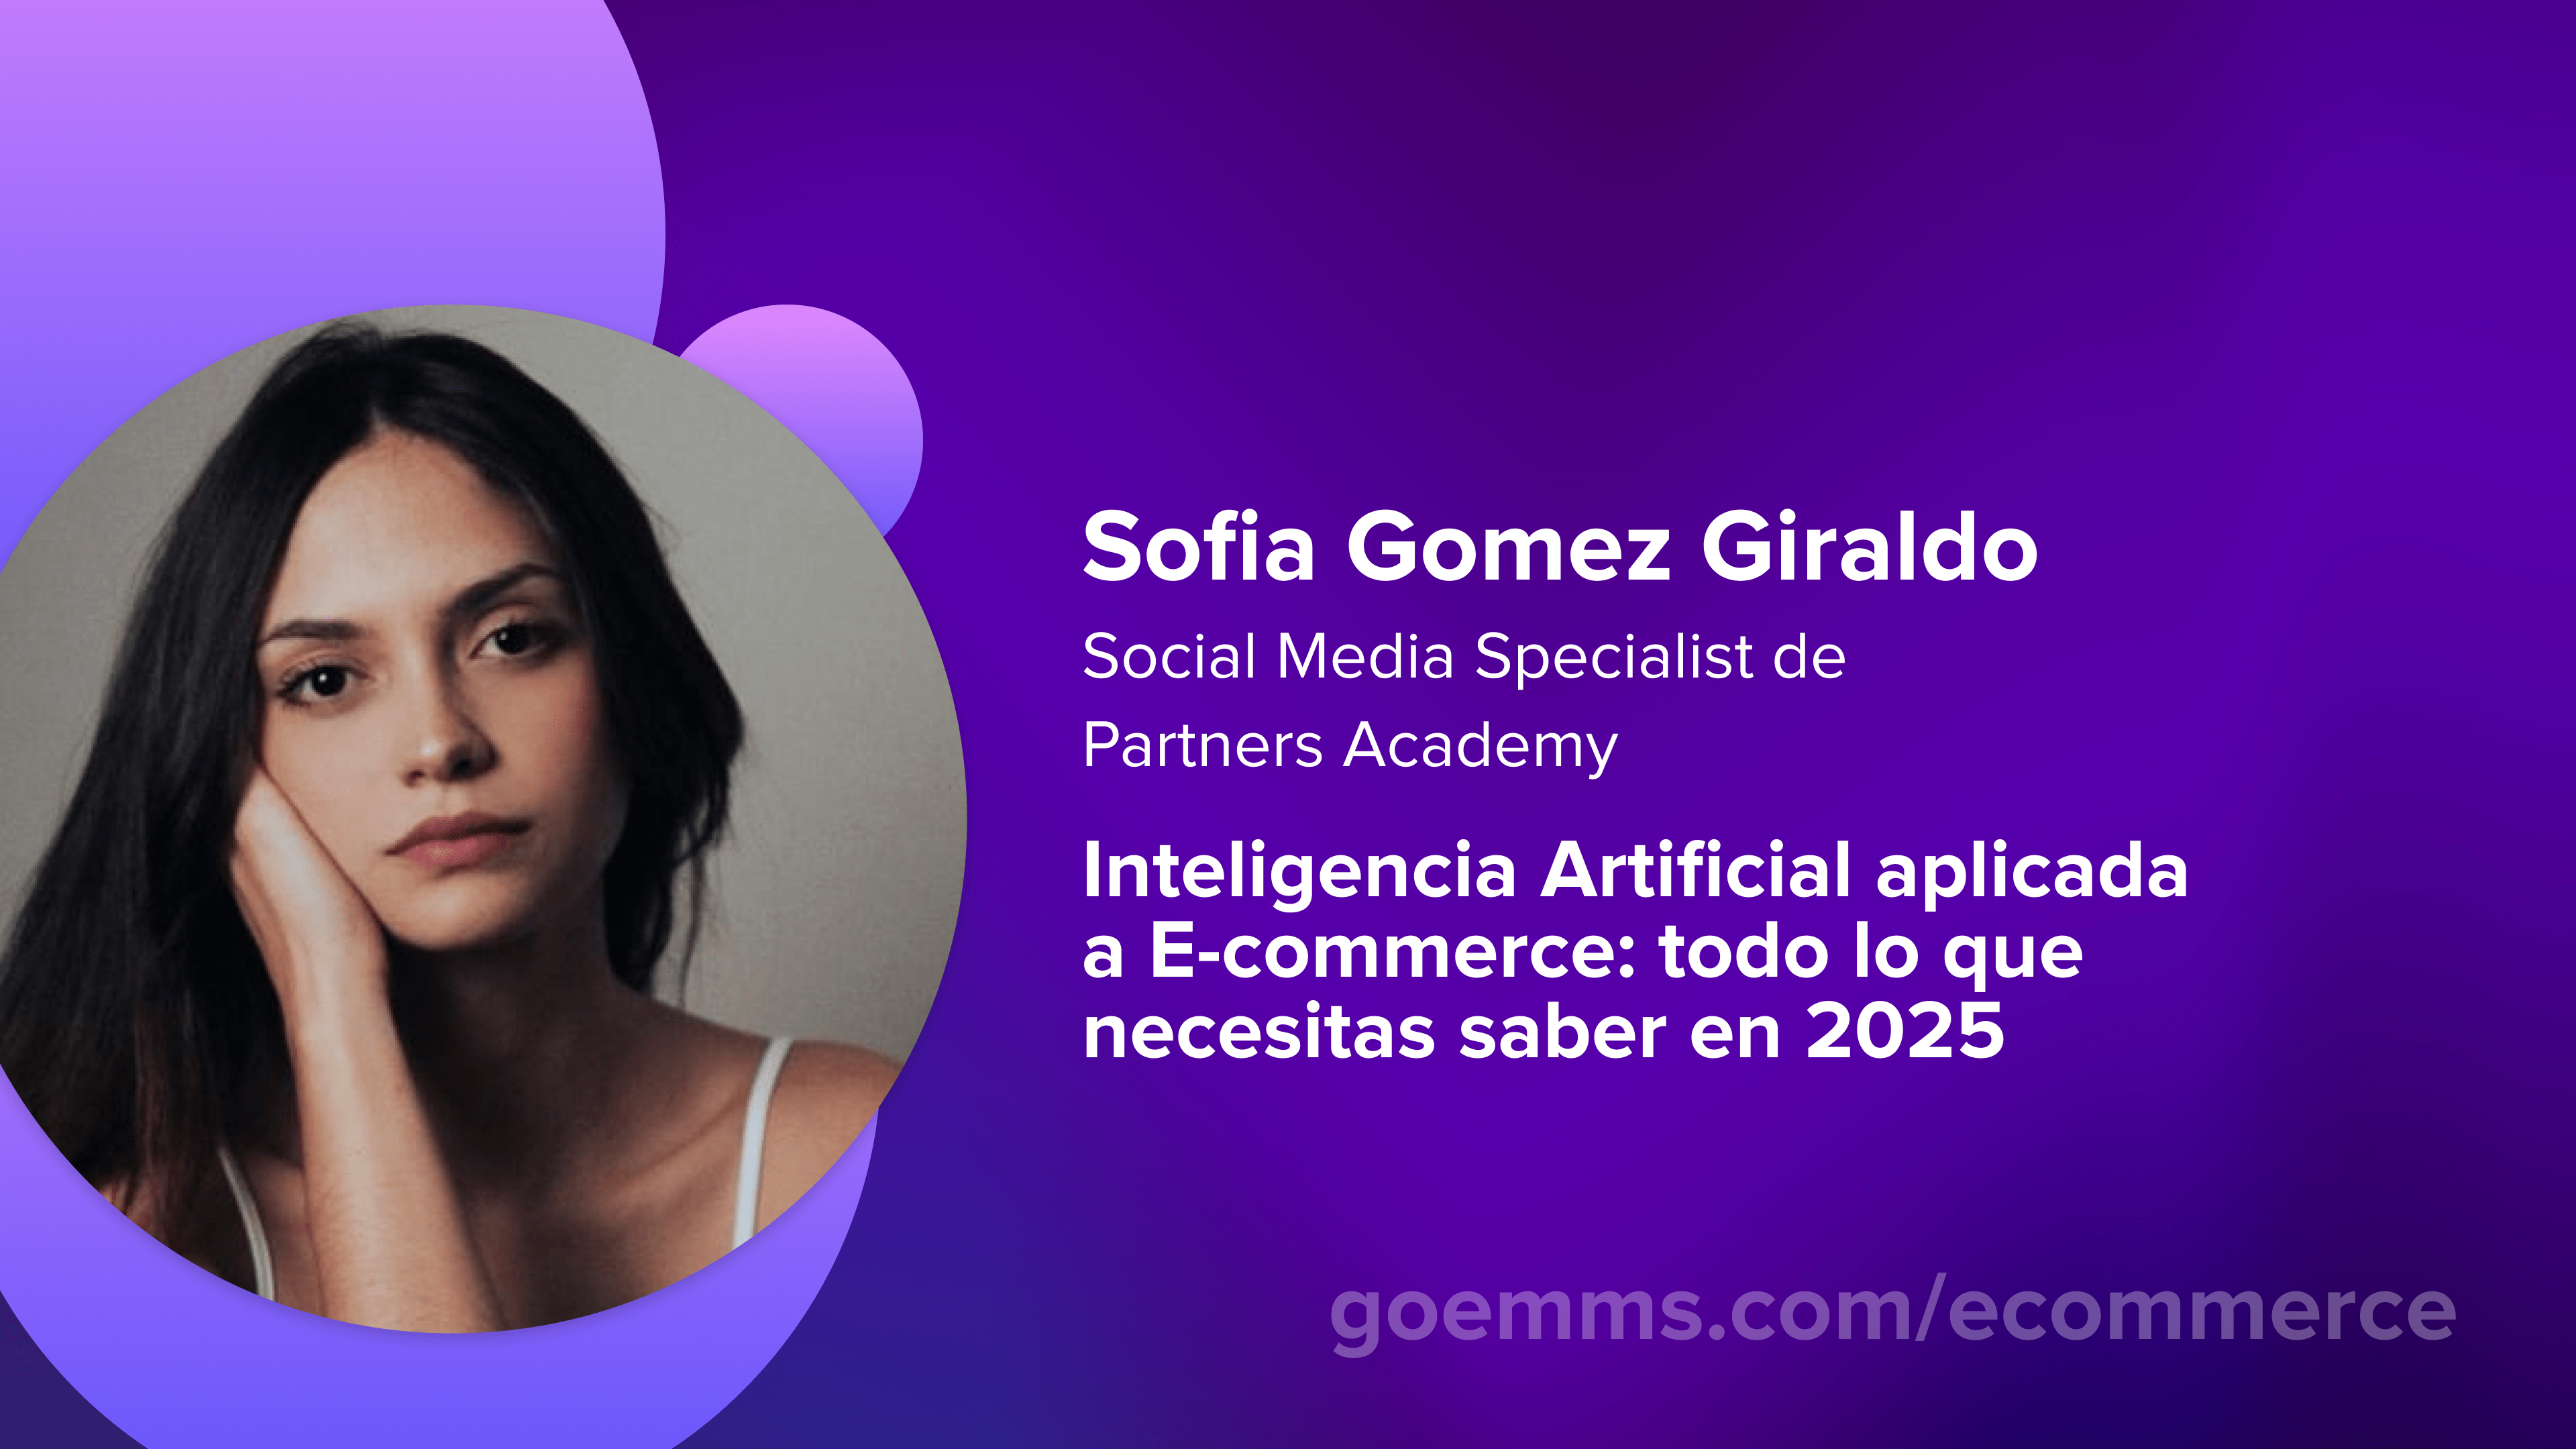 Sofia Gomez Giraldo
Social Media Specialist de
Partners Academy
Inteligencia Artificial aplicada
a E-commerce: todo lo que
necesitas saber en 2025
goemms.com/ecommerce